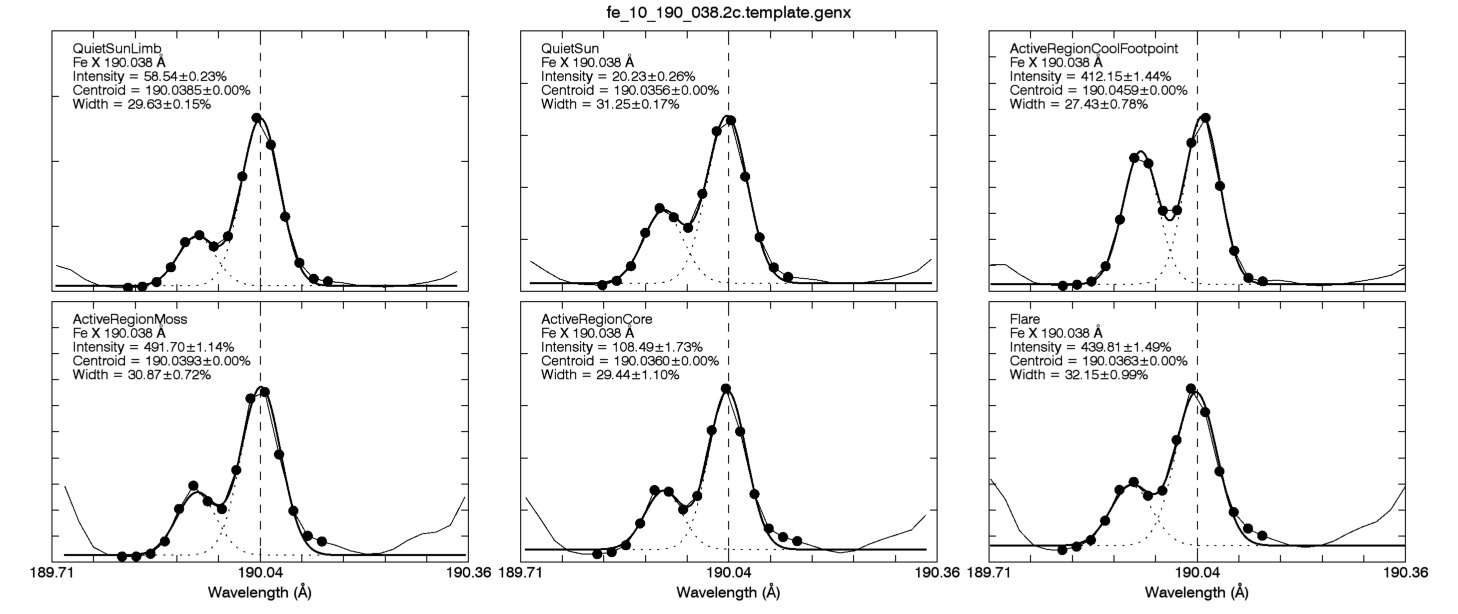 fe_10_190_038.2c.template.genx
QuietSunLimb
Fe X 190.038 Å
Intensity = 58.54±0.23%
Centroid = 190.0385±0.00%
Width = 29.63±0.15%
QuietSun
Fe X 190.038 Å
Intensity = 20.23±0.26%
Centroid = 190.0356±0.00%
Width = 31.25±0.17%
ActiveRegionCoolFootpoint
Fe X 190.038 Å
Intensity = 412.15±1.44%
Centroid = 190.0459±0.00%
Width = 27.43±0.78%
ActiveRegionMoss
Fe X 190.038 Å
Intensity = 491.70±1.14%
Centroid = 190.0393±0.00%
Width = 30.87±0.72%
ActiveRegionCore
Fe X 190.038 Å
Intensity = 108.49±1.73%
Centroid = 190.0360±0.00%
Width = 29.44±1.10%
Flare
Fe X 190.038 Å
Intensity = 439.81±1.49%
Centroid = 190.0363±0.00%
Width = 32.15±0.99%
189.71 190.04 190.36
Wavelength (Å)
189.71 190.04 190.36
Wavelength (Å)
189.71 190.04 190.36
Wavelength (Å)